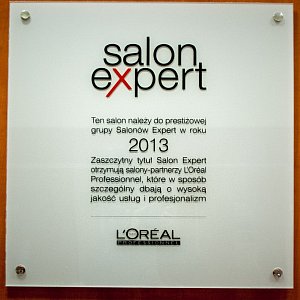 salon
expert
Ten salon należy do prestiżowej
grupy Salonów Expert w roku
2013
Zaszczytny tytuł Salon Expert
otrzymują salony-partnerzy L'Oréal
Professionnel, które w sposób
szczególny dbają o wysoką
jakość usług i profesjonalizm
L'ORÉAL
PROFESSIONNEL